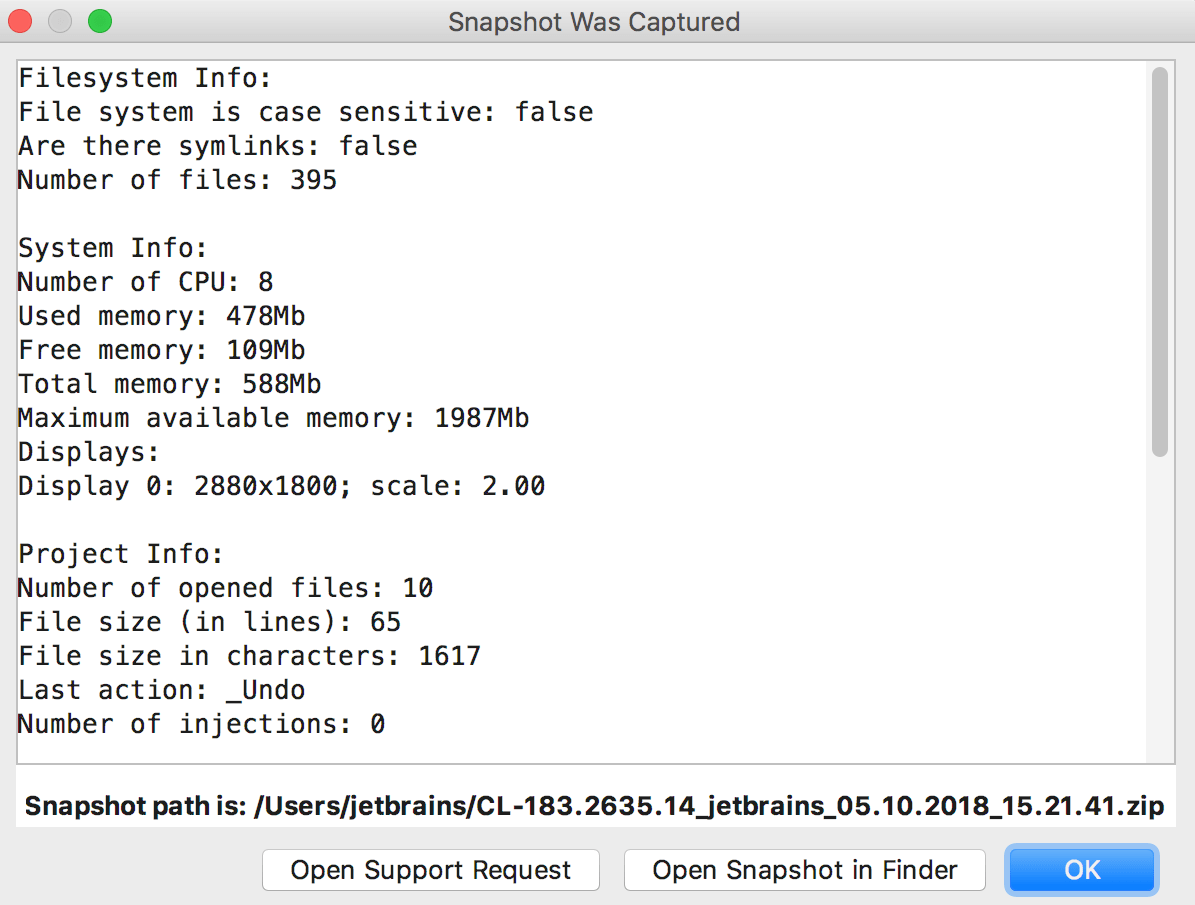 Snapshot Was Captured
Filesystem Info:
File system is case sensitive: false
Are there symlinks: false
Number of files: 395
System Info:
Number of CPU: 8
Used memory: 478Mb
Free memory: 109Mb
Total memory: 588Mb
Maximum available memory: 1987Mb
Displays:
Display 0: 2880x1800; scale: 2.00
Project Info:
Number of opened files: 10
File size (in lines): 65
File size in characters: 1617
Last action: _Undo
Number of injections: 0
Snapshot path is: /Users/jetbrains/CL-183.2635.14_jetbrains_05.10.2018_15.21.41.zip
Open Support Request
Open Snapshot in Finder
OK